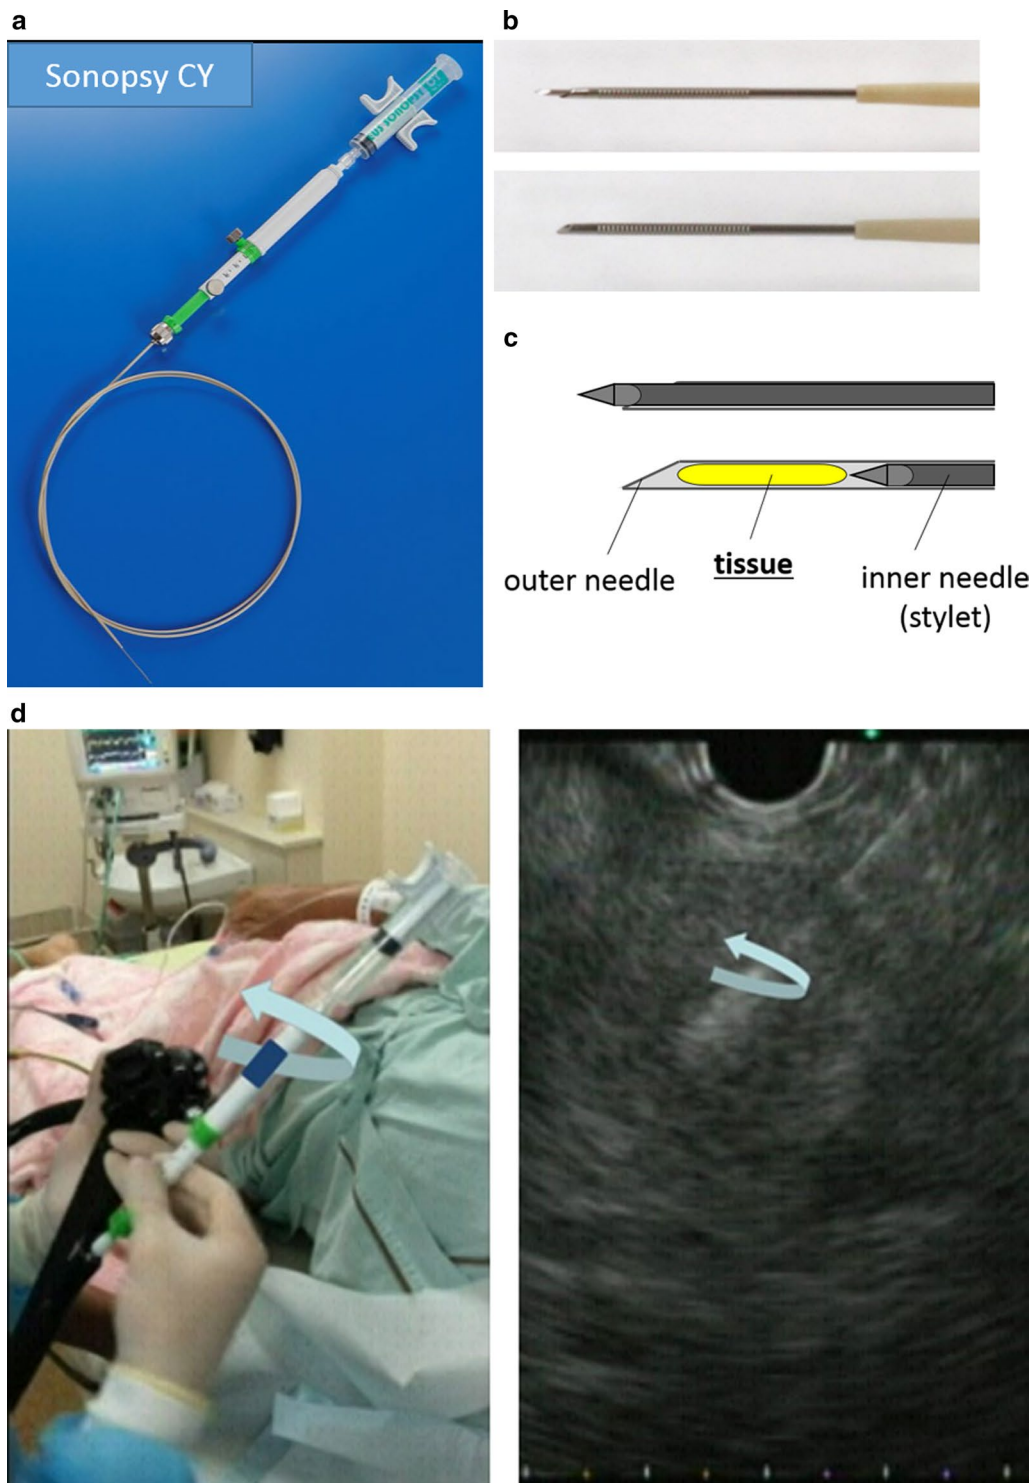 a
Sonopsy CY
b
c
outer needle
tissue
inner needle
(stylet)
d